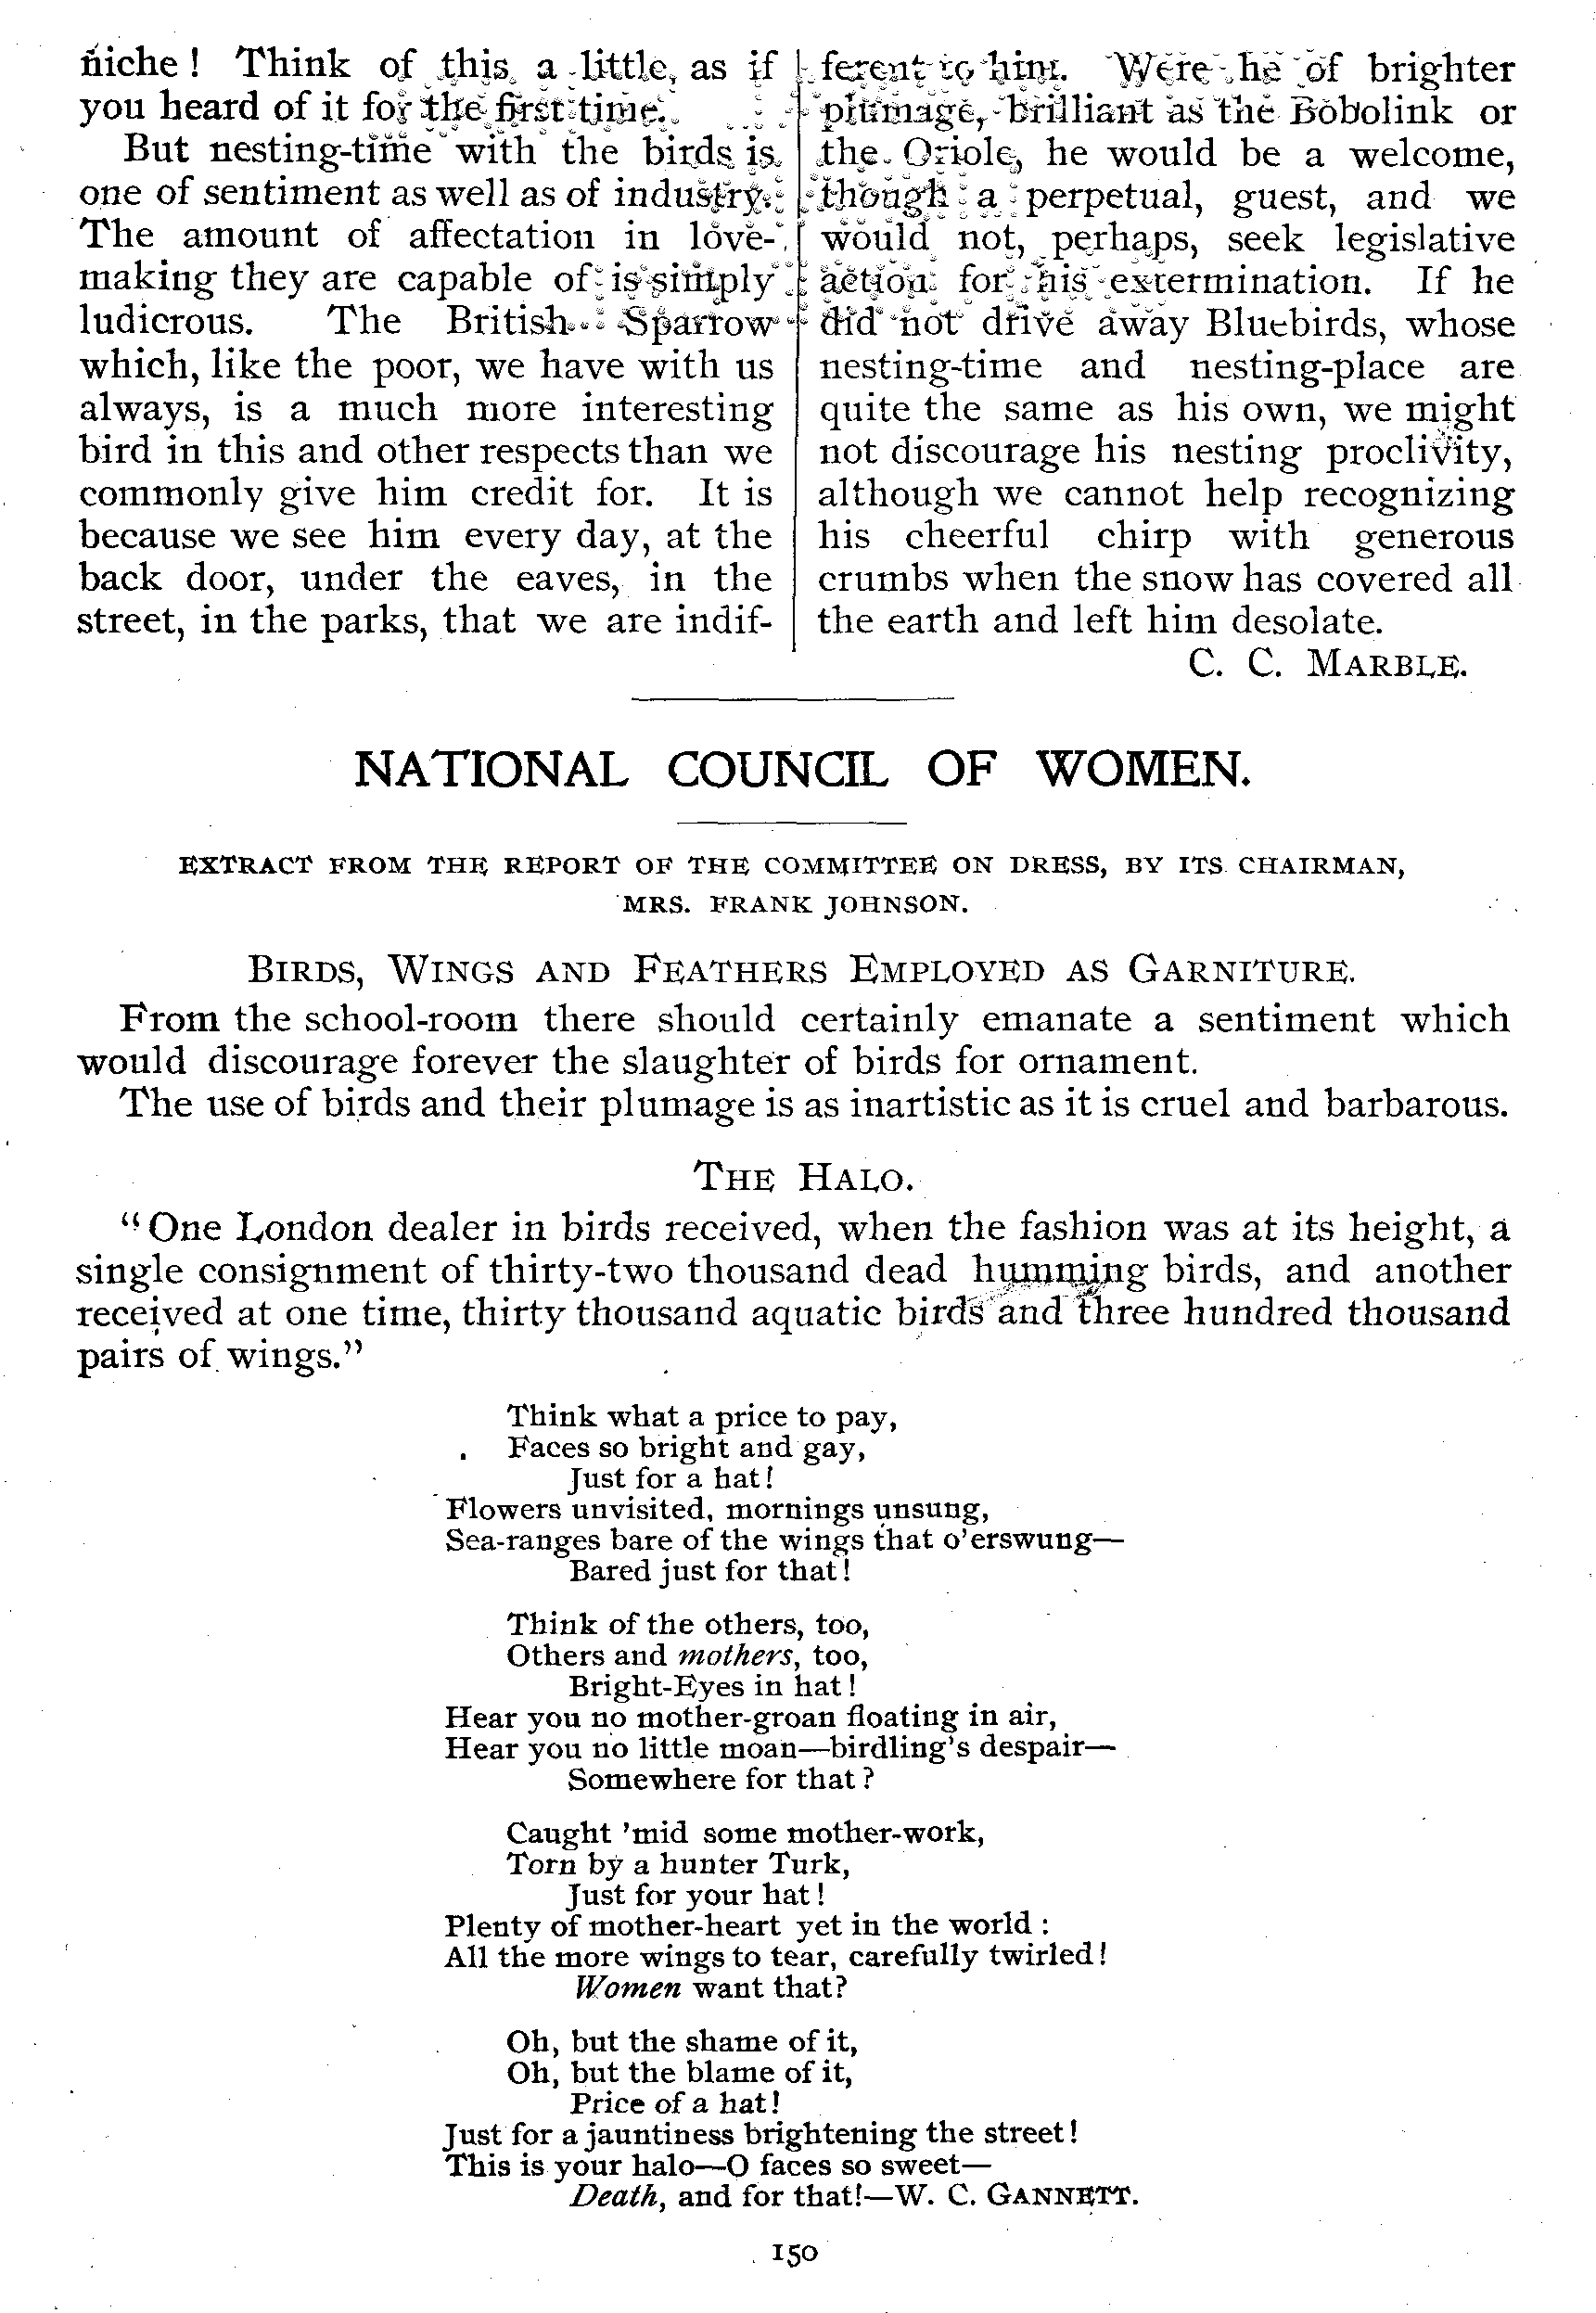 niche! Think of this a little, as if
you heard of it for the first time.
But nesting-time with the birds is
one of sentiment as well as of industry.
The amount of affectation in love-
making they are capable of is simply
ludicrous. The British Sparrow
which, like the poor, we have with us
always, is a much more interesting
bird in this and other respects than we
commonly give him credit for. It is
because we see him every day, at the
back door, under the eaves, in the
street, in the parks, that we are indif-
ferent to him. Were he of brighter
plumage, brilliant as the Bobolink or
the Oriole, he would be a welcome,
though a perpetual, guest, and we
would not, perhaps, seek legislative
action for his extermination. If he
did not drive away Bluebirds, whose
nesting-time and nesting-place are
quite the same as his own, we might
not discourage his nesting proclivity,
although we cannot help recognizing
his cheerful chirp with generous
crumbs when the snow has covered all
the earth and left him desolate.
C. C. MARBLE.
NATIONAL COUNCIL OF WOMEN.
EXTRACT FROM THE REPORT OF THE COMMITTEE ON DRESS, BY ITS CHAIRMAN,
MRS. FRANK JOHNSON.
BIRDS, WINGS AND FEATHERS EMPLOYED AS GARNITURE.
From the school-room there should certainly emanate a sentiment which
would discourage forever the slaughter of birds for ornament.
The use of birds and their plumage is as inartistic as it is cruel and barbarous.
THE HALO.
"One London dealer in birds received, when the fashion was at its height, a
single consignment of thirty-two thousand dead humming birds, and another
received at one time, thirty thousand aquatic birds and three hundred thousand
pairs of wings."
Think what a price to pay,
Faces so bright and gay,
Just for a hat!
Flowers unvisited, mornings unsung,
Sea-ranges bare of the wings that o'erswung—
Bared just for that!
Think of the others, too,
Others and mothers, too,
Bright-Eyes in hat!
Hear you no mother-groan floating in air,
Hear you no little moan—birdling's despair—
Somewhere for that?
Caught 'mid some mother-work,
Torn by a hunter Turk,
Just for your hat!
Plenty of mother-heart yet in the world:
All the more wings to tear, carefully twirled!
Women want that?
Oh, but the shame of it,
Oh, but the blame of it,
Price of a hat!
Just for a jauntiness brightening the street!
This is your halo—O faces so sweet—
Death, and for that!—W. C. GANNETT.
150